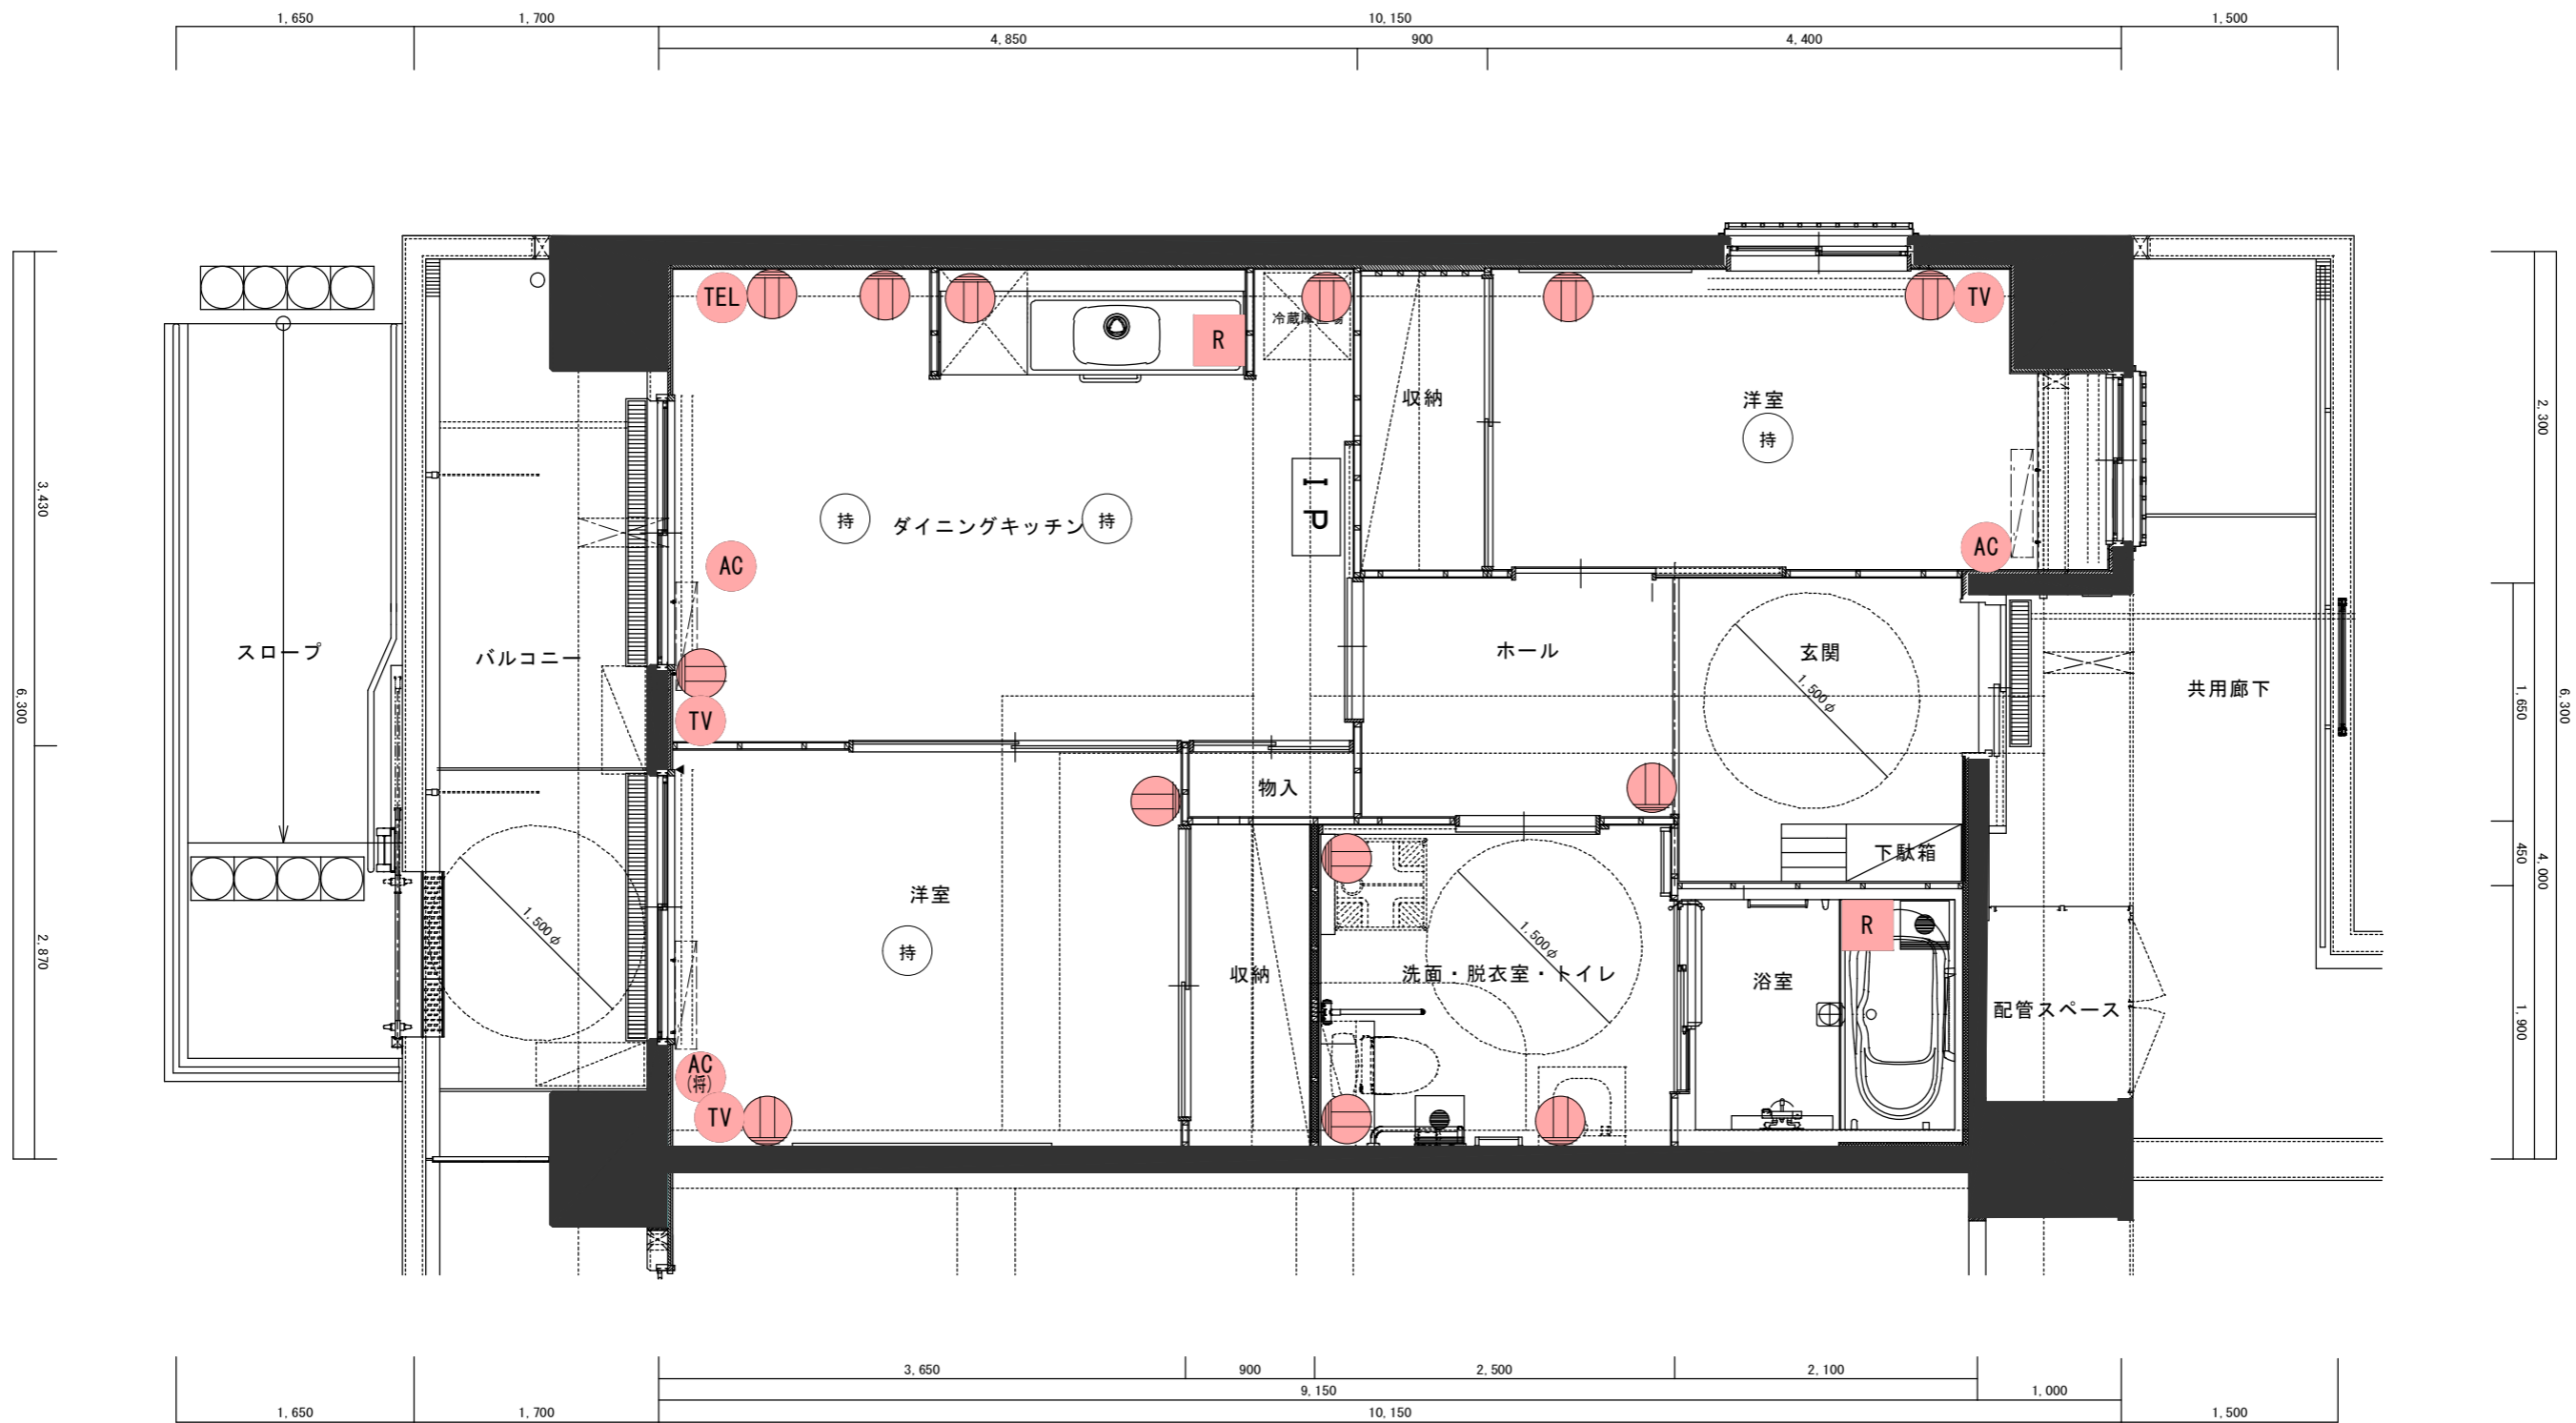 1,650
1,700
10,150
1,500
4,850
900
4,400
TEL
R
TV
収納
洋室
持
持
ダイニングキッチン
持
IP
AC
AC
スロープ
バルコニー
ホール
玄関
1,500φ
共用廊下
TV
物入
下駄箱
洋室
持
収納
1,500φ
洗面・脱衣室・トイレ
1,500φ
R
浴室
配管スペース
AC
(将)
TV
3,430
6,300
2,870
2,300
1,650
6,300
450
4,000
1,900
3,650
900
2,500
2,100
9,150
1,000
1,650
1,700
10,150
1,500